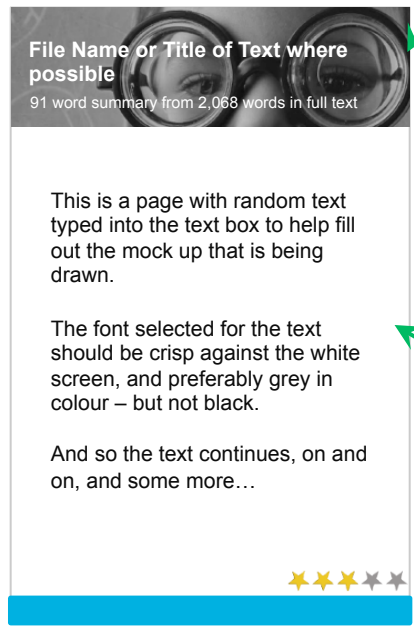 File Name or Title of Text where
possible
91 word summary from 2,068 words in full text
This is a page with random text
typed into the text box to help fill
out the mock up that is being
drawn.
The font selected for the text
should be crisp against the white
screen, and preferably grey in
colour – but not black.
And so the text continues, on and
on, and some more…